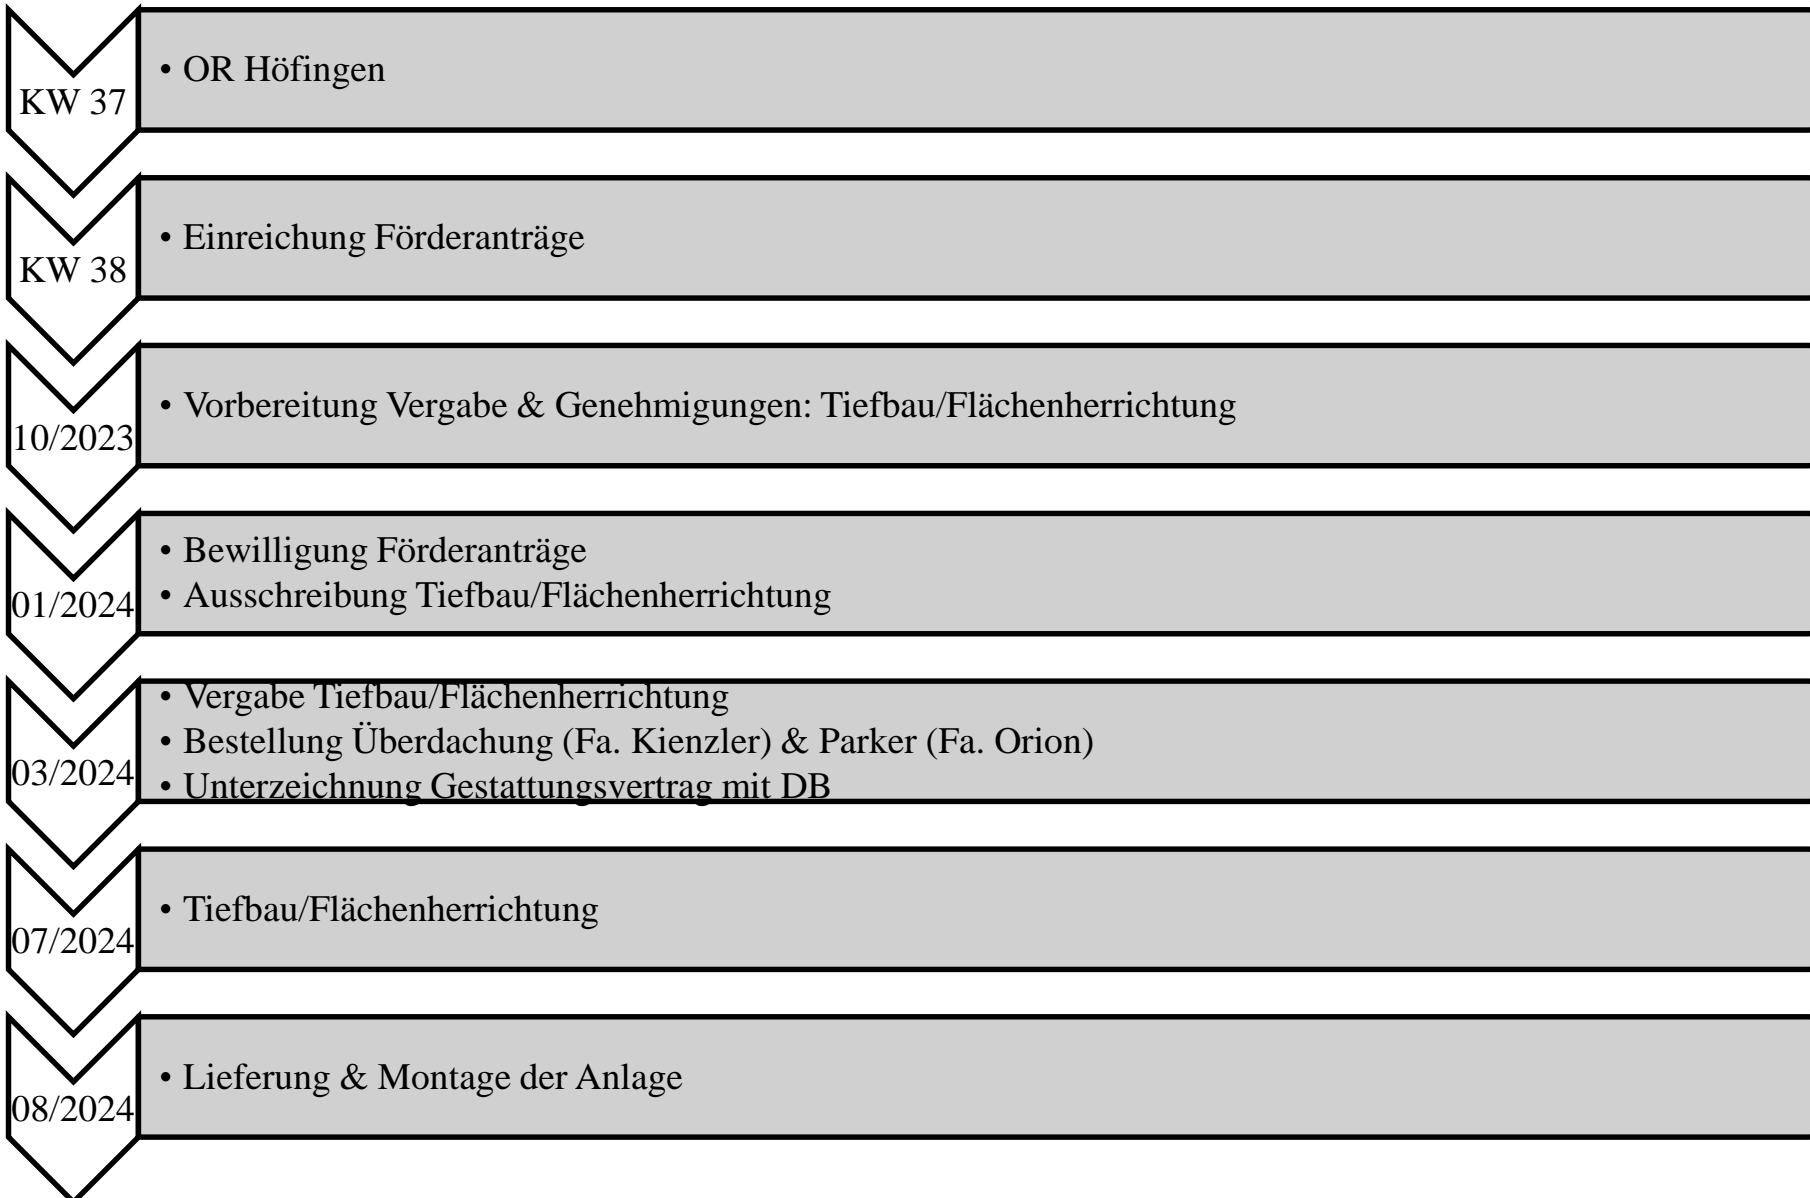 KW 37
• OR Höfingen
KW 38
• Einreichung Förderanträge
10/2023
• Vorbereitung Vergabe & Genehmigungen: Tiefbau/Flächenherrichtung
01/2024
• Bewilligung Förderanträge
• Ausschreibung Tiefbau/Flächenherrichtung
03/2024
• Vergabe Tiefbau/Flächenherrichtung
• Bestellung Überdachung (Fa. Kienzler) & Parker (Fa. Orion)
• Unterzeichnung Gestattungsvertrag mit DB
07/2024
• Tiefbau/Flächenherrichtung
08/2024
• Lieferung & Montage der Anlage